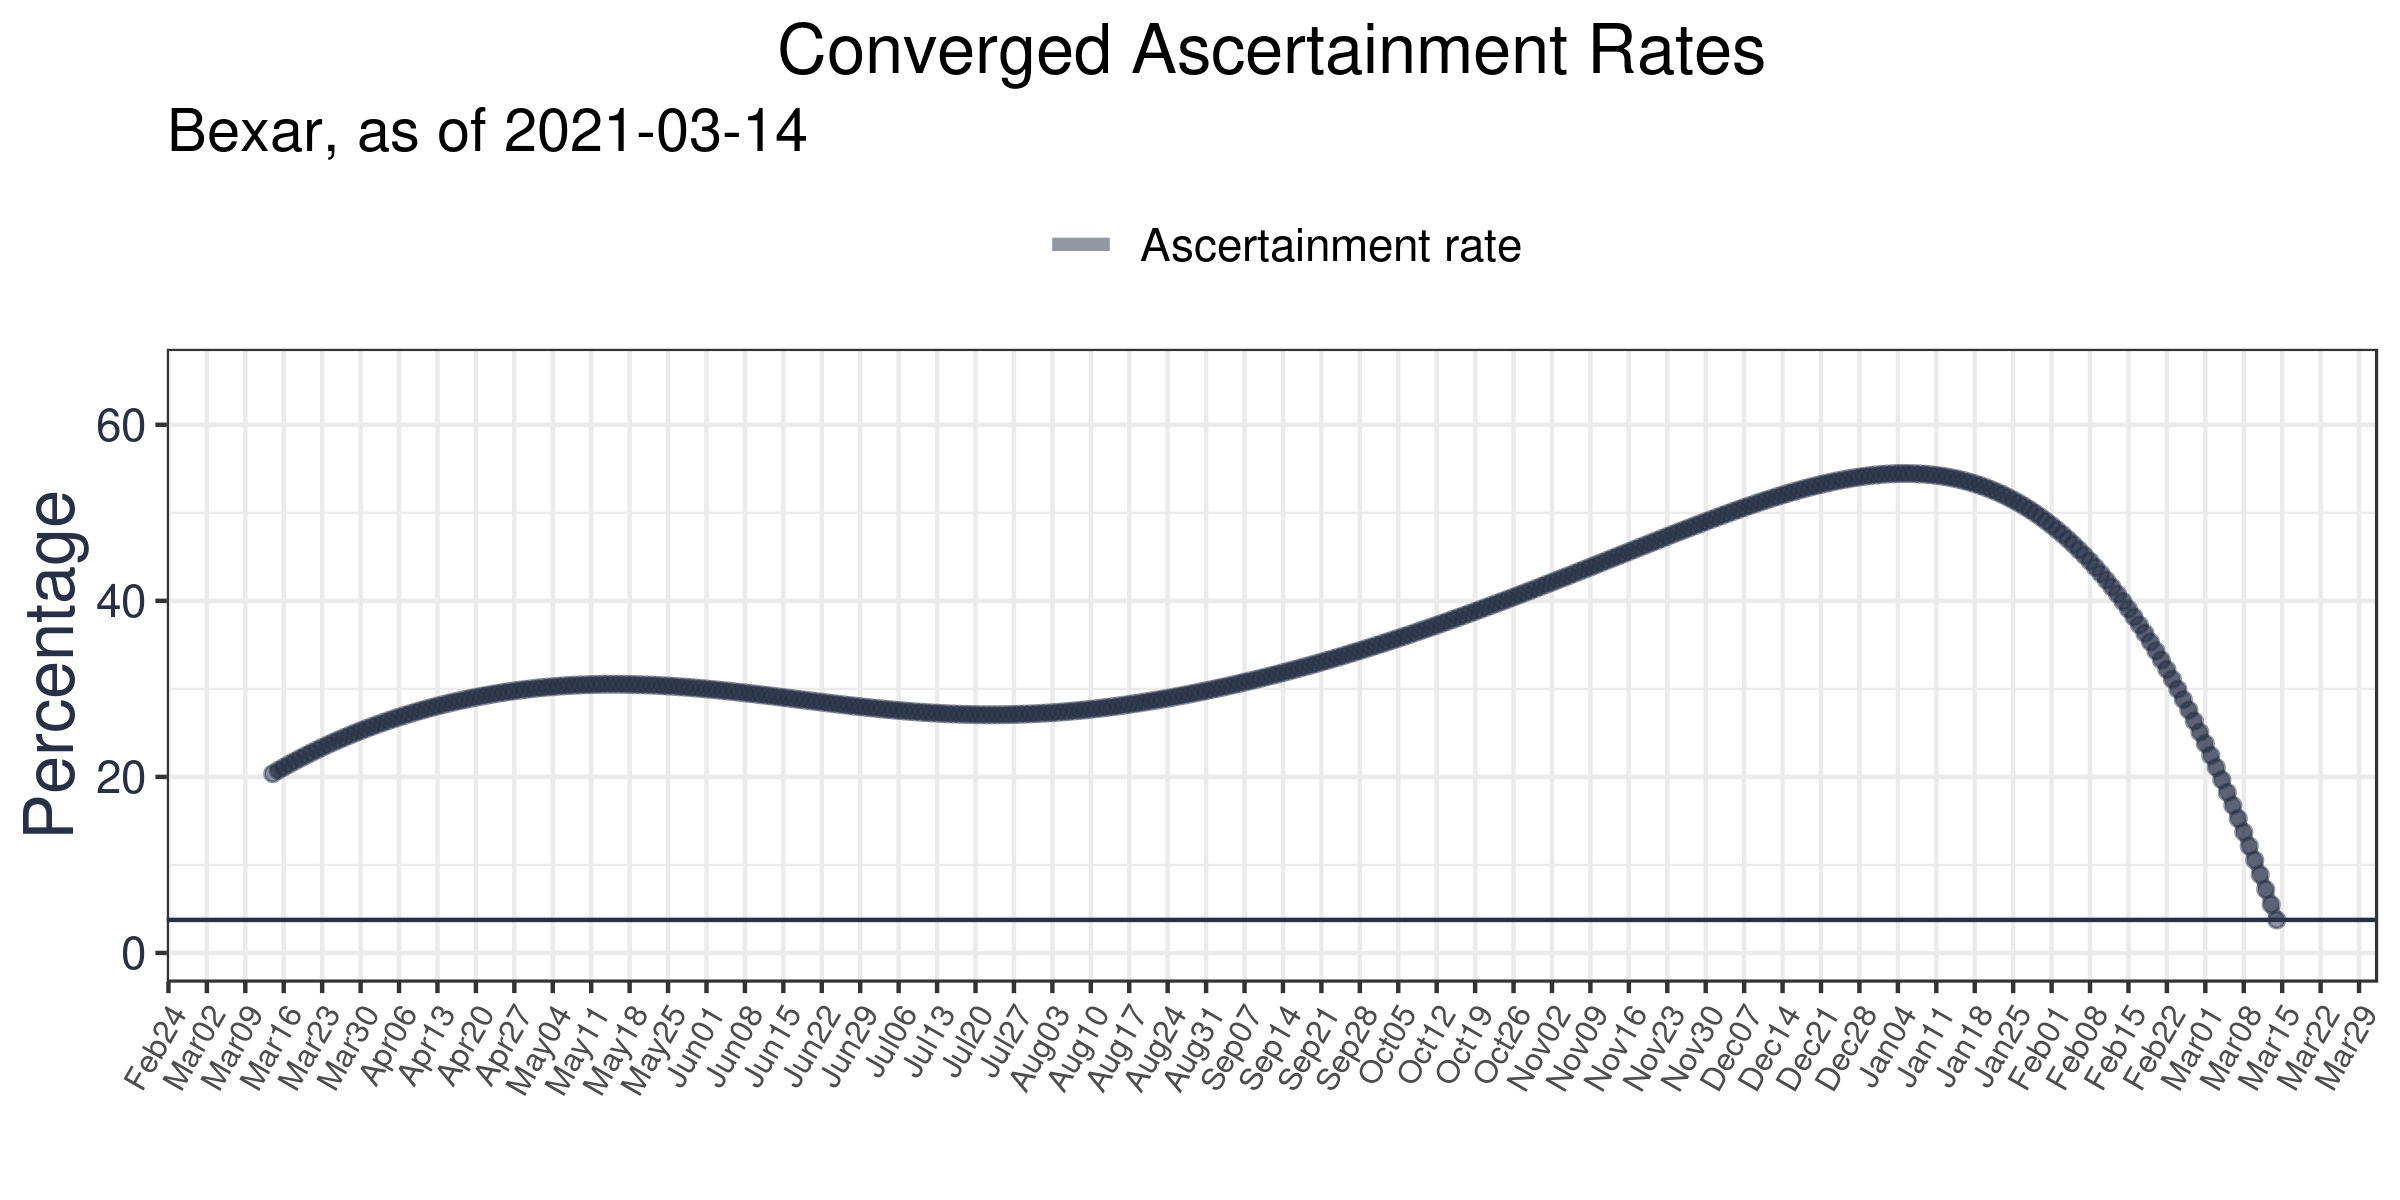 Converged Ascertainment Rates
Bexar, as of 2021-03-14
Ascertainment rate
Percentage
60
40
20
0
Feb24
Mar02
Mar09
Mar16
Mar23
Mar30
Apr06
Apr13
Apr20
Apr27
May04
May11
May18
May25
Jun01
Jun08
Jun15
Jun22
Jun29
Jul06
Jul13
Jul20
Jul27
Aug03
Aug10
Aug17
Aug24
Aug31
Sep07
Sep14
Sep21
Sep28
Oct05
Oct12
Oct19
Oct26
Nov02
Nov09
Nov16
Nov23
Nov30
Dec07
Dec14
Dec21
Dec28
Jan04
Jan11
Jan18
Jan25
Feb01
Feb08
Feb15
Feb22
Mar01
Mar08
Mar15
Mar22
Mar29